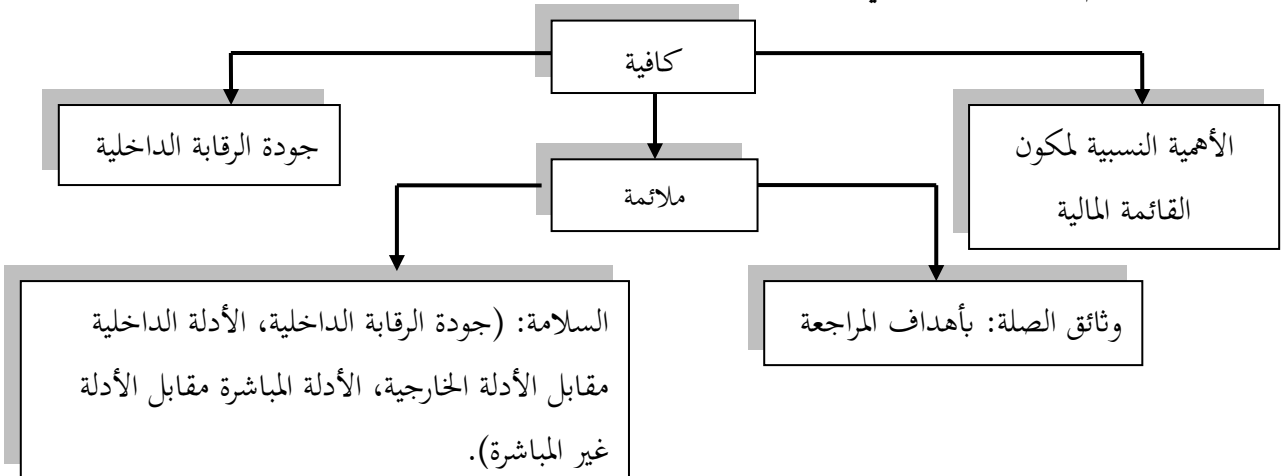 كافية
الأهمية النسبية لمكون
القائمة المالية
جودة الرقابة الداخلية
ملائمة
وثائق الصلة: بأهداف المراجعة
السلامة: (جودة الرقابة الداخلية، الأدلة الداخلية
مقابل الأدلة الخارجية، الأدلة المباشرة مقابل الأدلة
غير المباشرة).